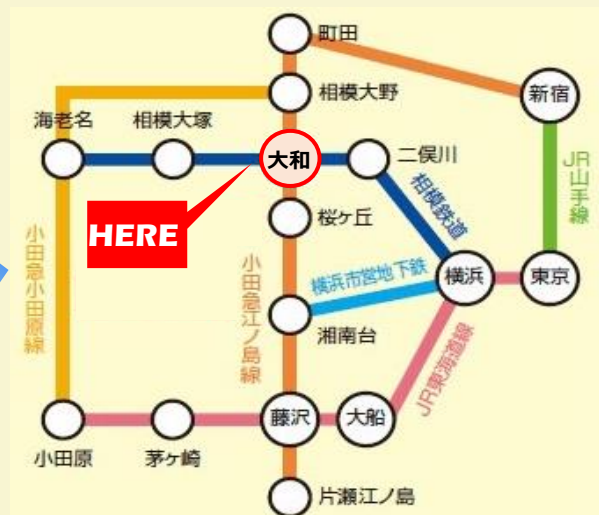 町田
相模大野
新宿
海老名
相模大塚
大和
二俣川
HERE
桜ヶ丘
相模鉄道
JR山手線
小田急小田原線
小田急江ノ島線
横浜市営地下鉄
横浜
東京
湘南台
JR東海道線
小田原
茅ヶ崎
藤沢
大船
片瀬江ノ島